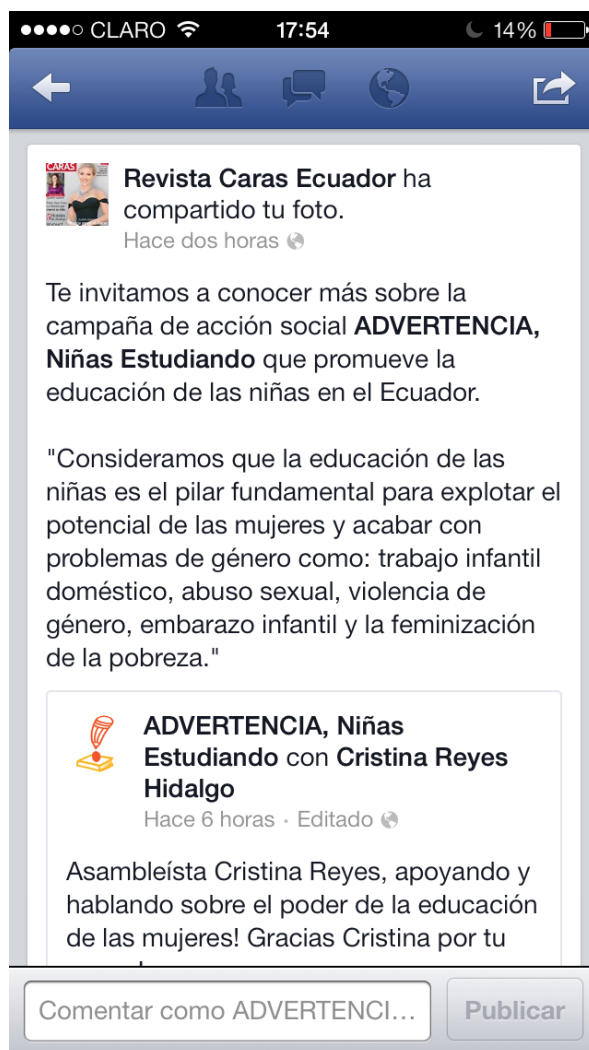 CLARO 17:54 14%
CARAS
Revista Caras Ecuador ha
compartido tu foto.
Hace dos horas
Te invitamos a conocer más sobre la
campaña de acción social ADVERTENCIA,
Niñas Estudiando que promueve la
educación de las niñas en el Ecuador.
"Consideramos que la educación de las
niñas es el pilar fundamental para explotar el
potencial de las mujeres y acabar con
problemas de género como: trabajo infantil
doméstico, abuso sexual, violencia de
género, embarazo infantil y la feminización
de la pobreza."
ADVERTENCIA, Niñas
Estudiando con Cristina Reyes
Hidalgo
Hace 6 horas · Editado
Asambleísta Cristina Reyes, apoyando y
hablando sobre el poder de la educación
de las mujeres! Gracias Cristina por tu
Comentar como ADVERTENCI... Publicar